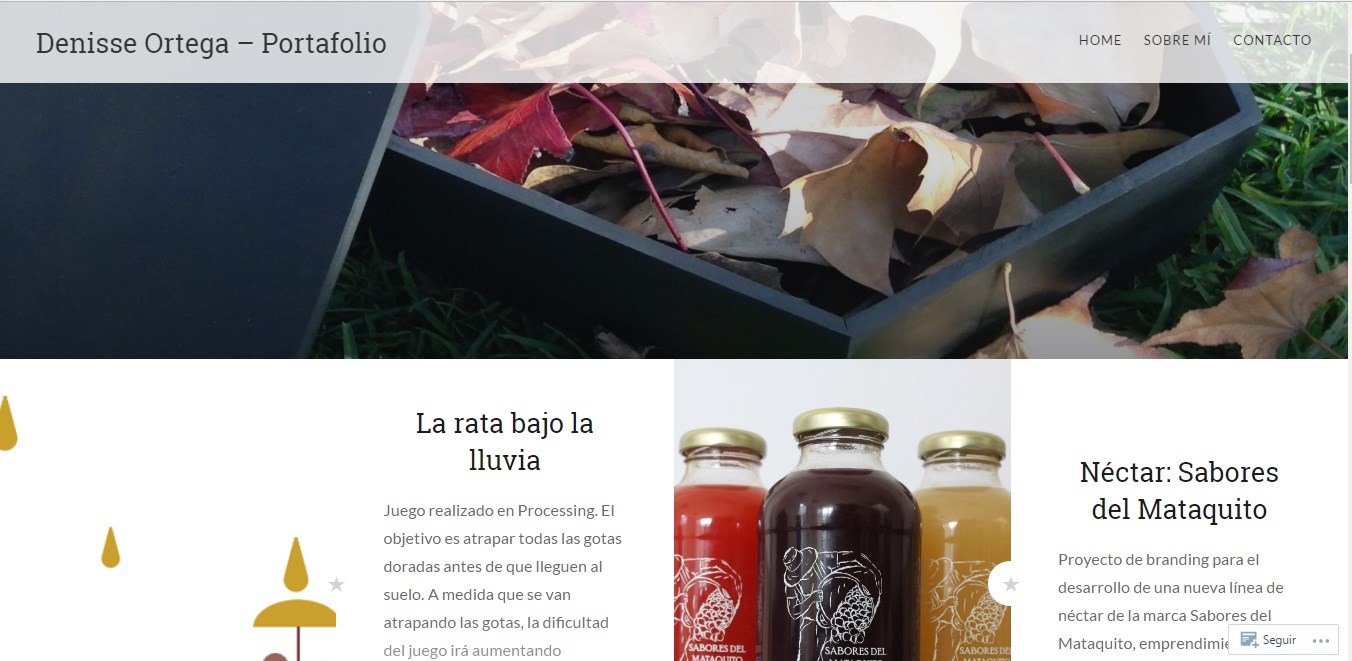 Denisse Ortega – Portafolio
HOME SOBRE MÍ CONTACTO
La rata bajo la
lluvia
Juego realizado en Processing. El
objetivo es atrapar todas las gotas
doradas antes de que lleguen al
suelo. A medida que se van
atrapando las gotas, la dificultad
del juego irá aumentando
SABORES DEL
MATAQUITO
SABORES DEL
MATAQUITO
SABORES DEL
Néctar: Sabores
del Mataquito
Proyecto de branding para el
desarrollo de una nueva línea de
néctar de la marca Sabores del
Mataquito,
Seguir